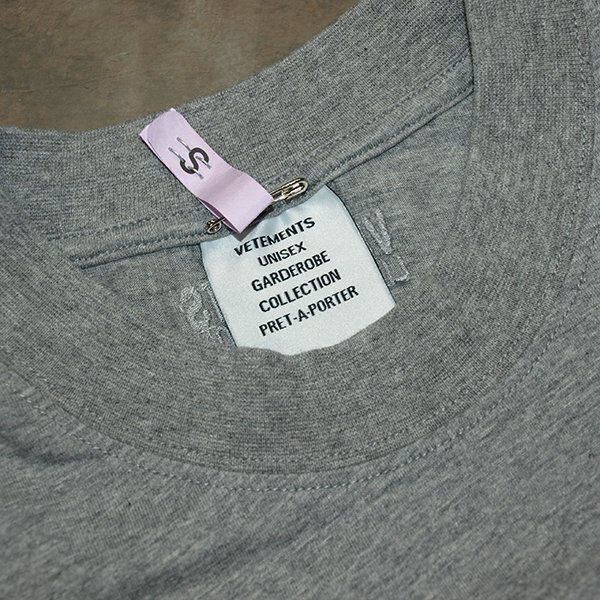 S
VETEMENTS
UNISEX
GARDEROBE
COLLECTION
PRET-A-PORTER